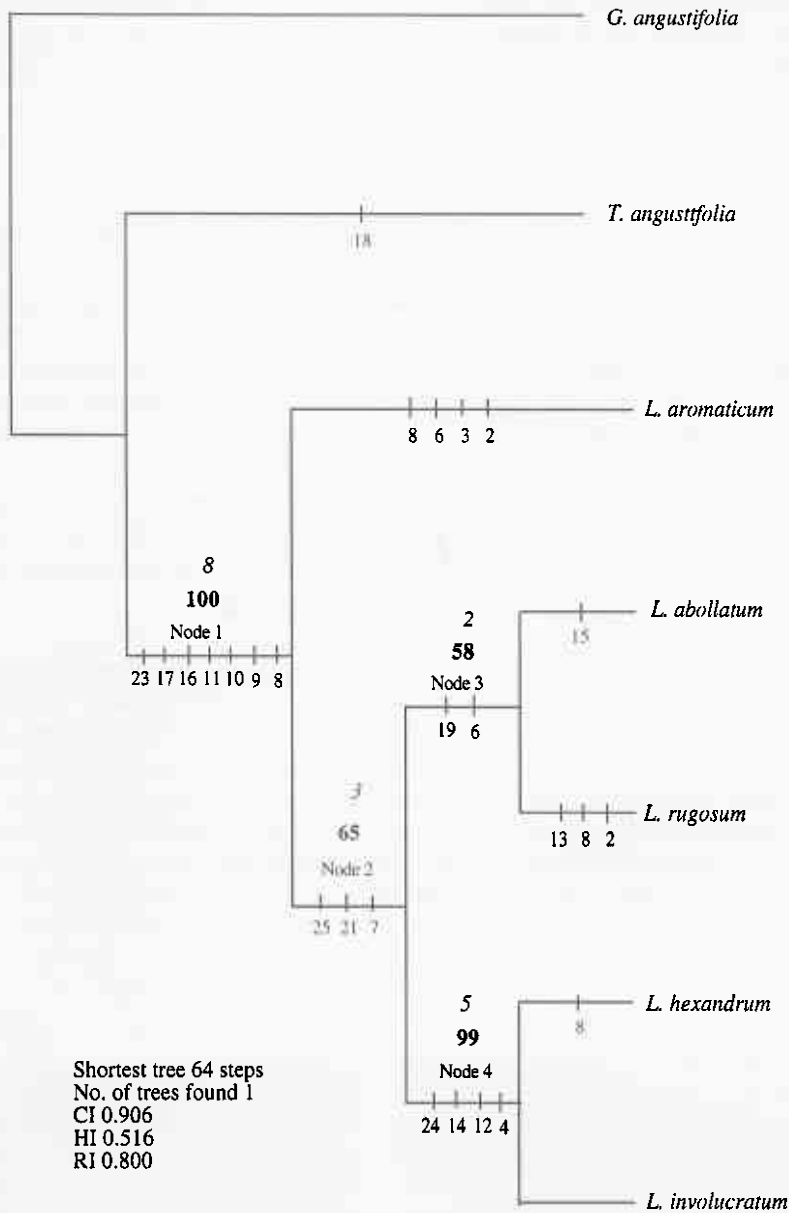 G. angustifolia
T. angusttfolia
18
L. aromaticum
8 6 3 2
8
100
Node 1
23 17 16 11 10 9 8
2
58
Node 3
19 6
L. abollatum
15
L. rugosum
13 8 2
3
65
Node 2
25 21 7
5
99
Node 4
24 14 12 4
L. hexandrum
8
L. involucratum
Shortest tree 64 steps
No. of trees found 1
CI 0.906
HI 0.516
RI 0.800